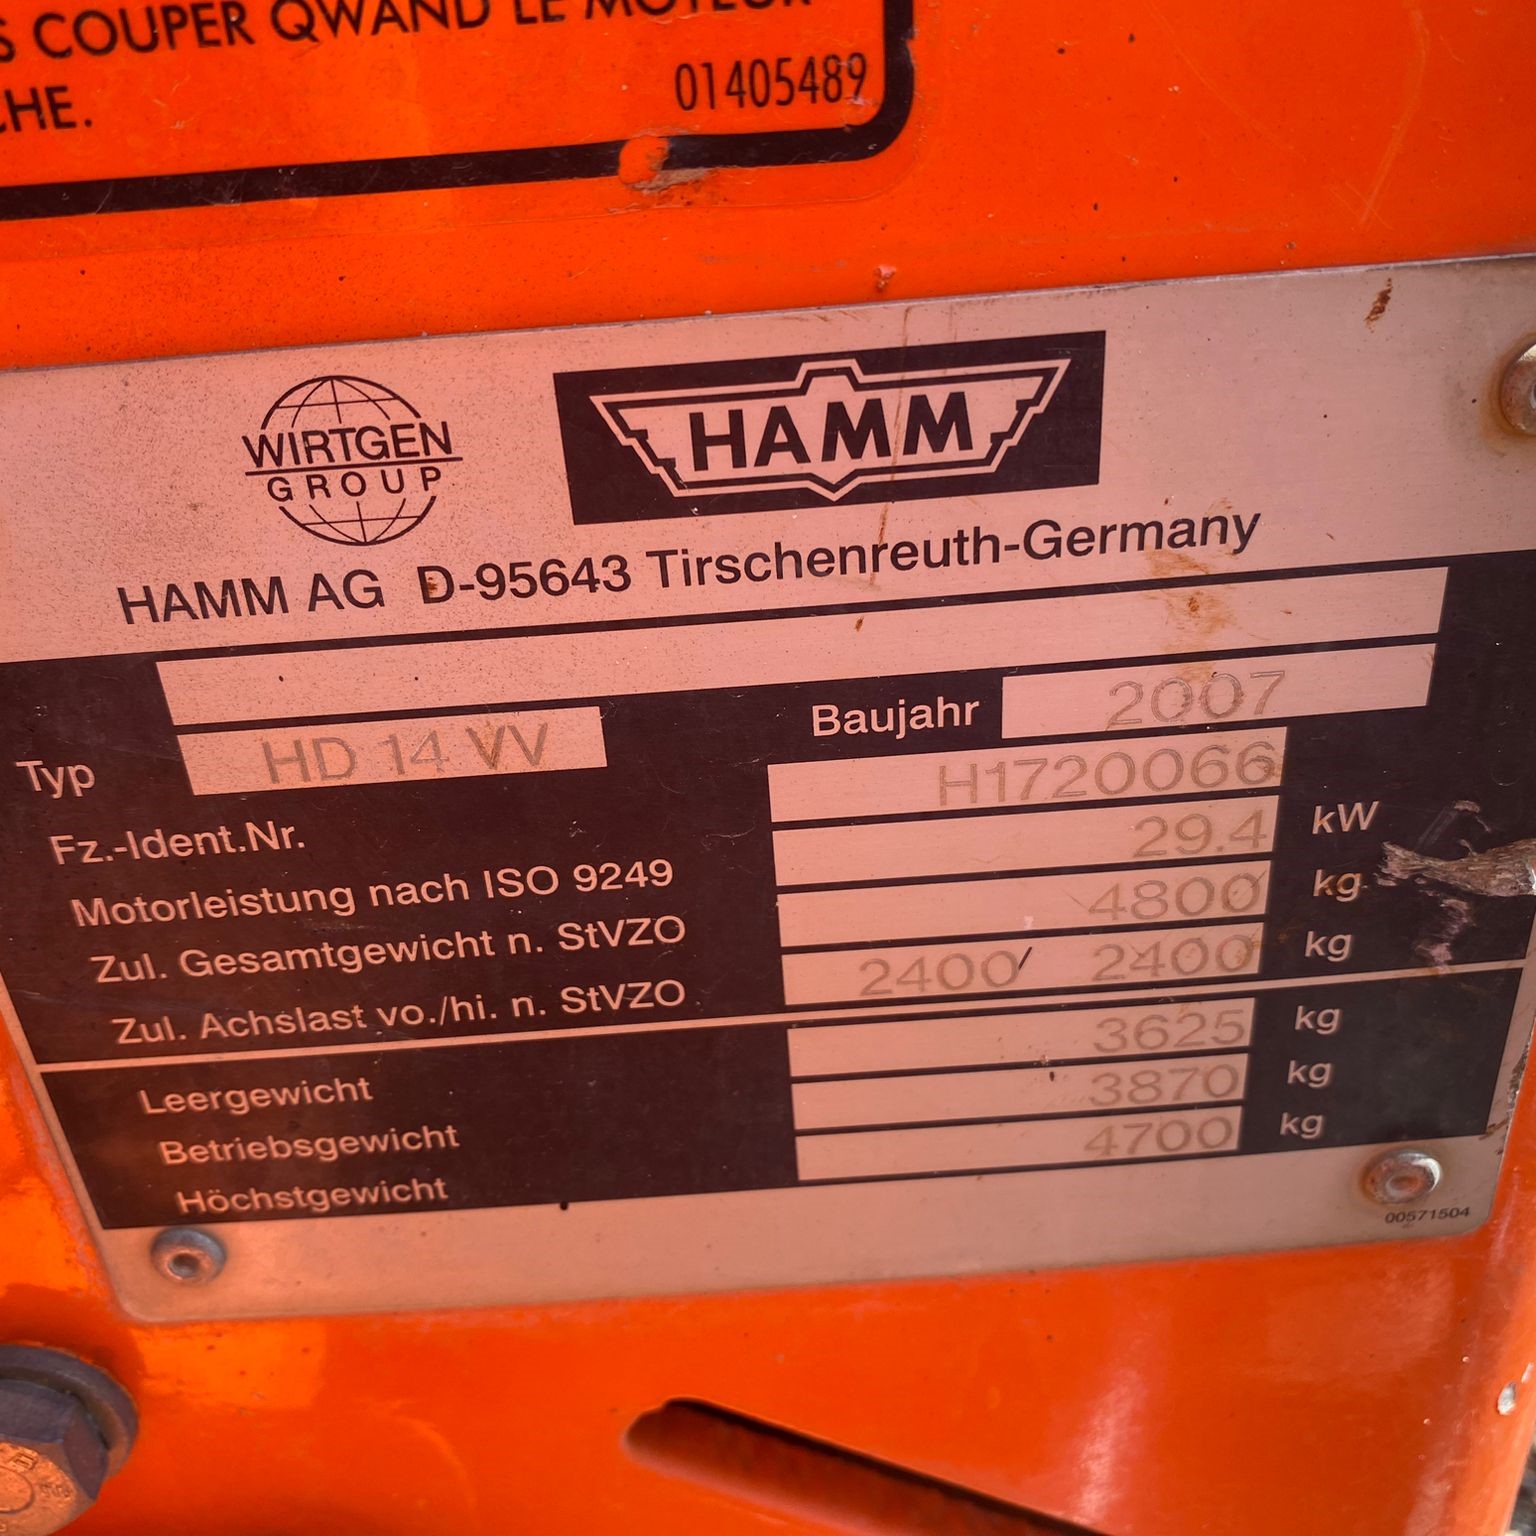 S COUPER QWAND LE MOTEUR
CHE.
01405489
WIRTGEN
GROUP
HAMM
HAMM AG D-95643 Tirschenreuth-Germany
Typ HD 14 VV Baujahr 2007
Fz.-Ident.Nr. H1720066
Motorleistung nach ISO 9249 29.4 kW
Zul. Gesamtgewicht n. StVZO 4800 kg
Zul. Achslast vo./hi. n. StVZO 2400/ 2400 kg
Leergewicht 3625 kg
Betriebsgewicht 3870 kg
Höchstgewicht 4700 kg
00571504